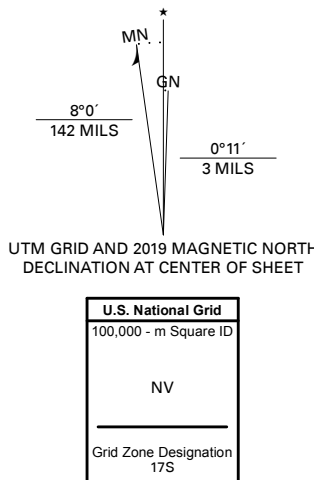 ★
MN
GN
8°0´
142 MILS
0°11´
3 MILS
UTM GRID AND 2019 MAGNETIC NORTH
DECLINATION AT CENTER OF SHEET
U.S. National Grid
100,000 - m Square ID
NV
Grid Zone Designation
17S